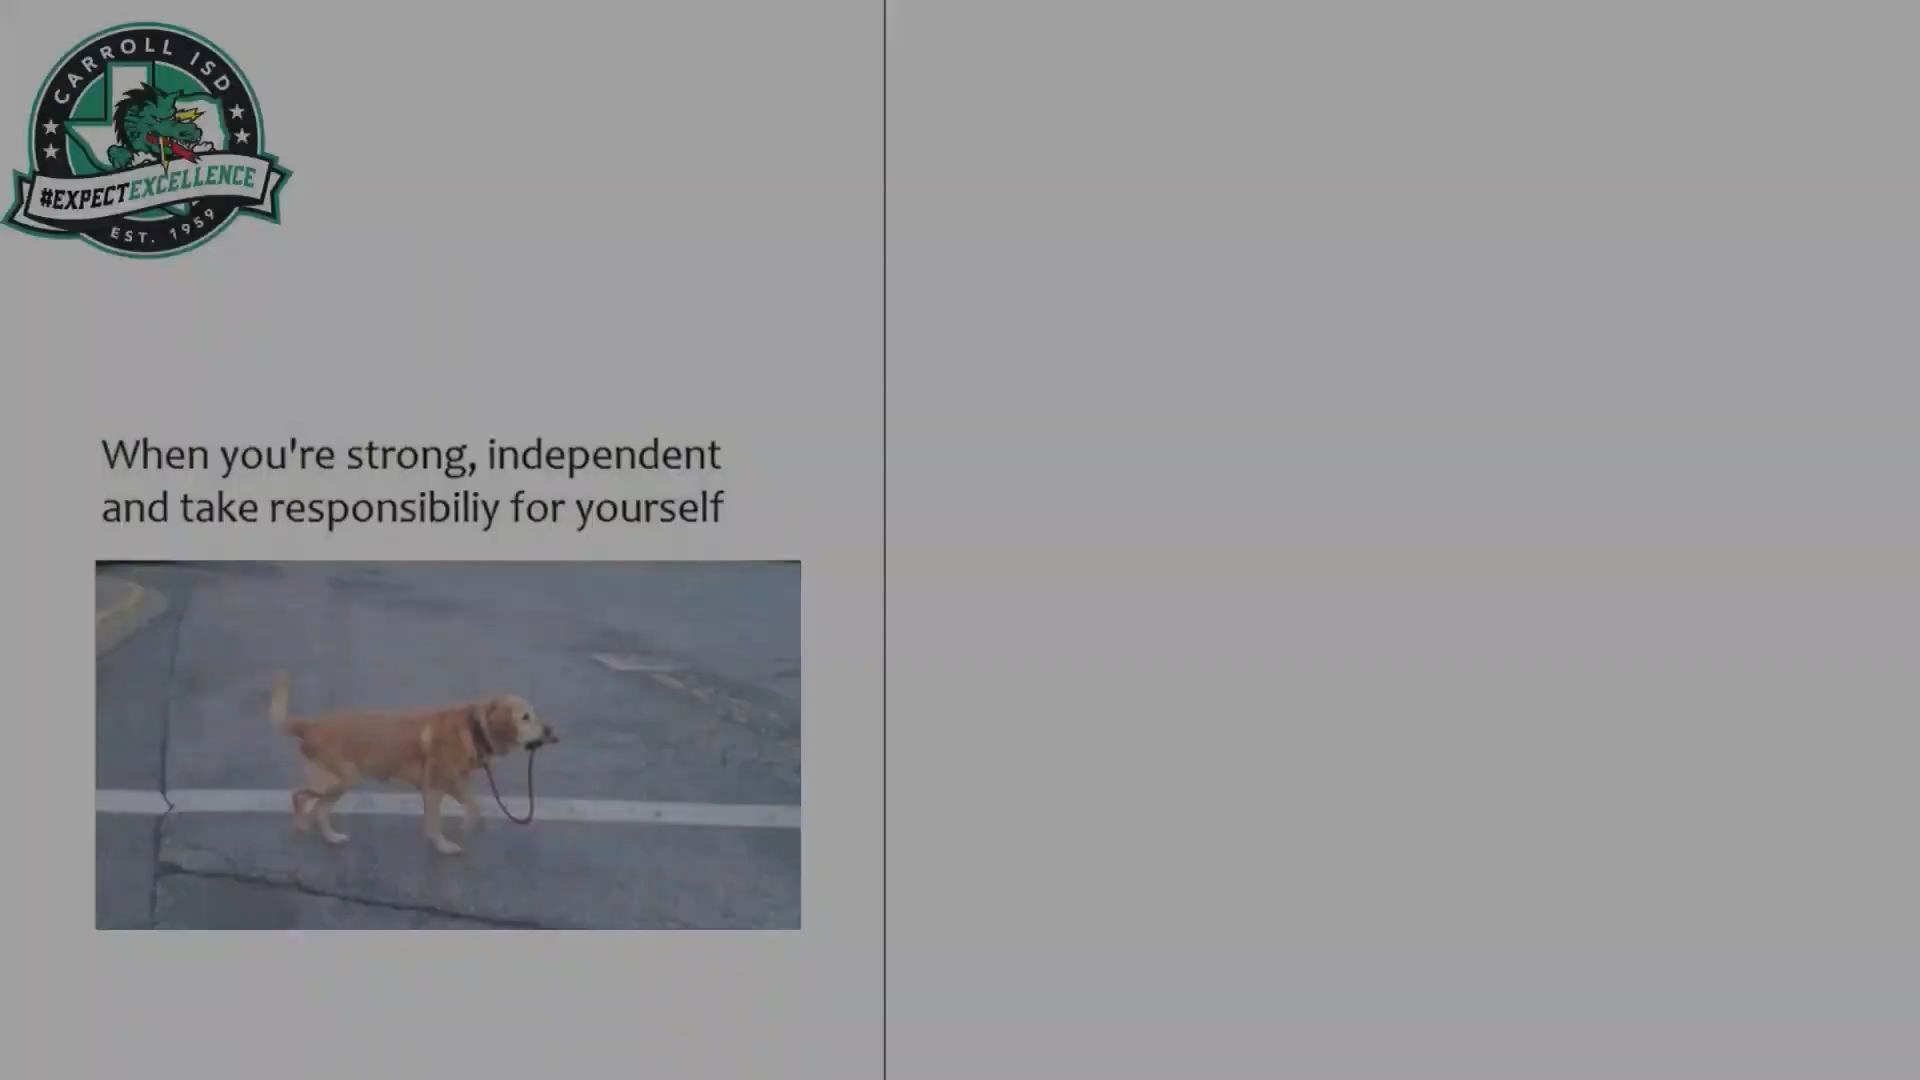 CARROLL ISD
#EXPECTEXCELLENCE
EST. 1959
When you're strong, independent
and take responsibiliy for yourself